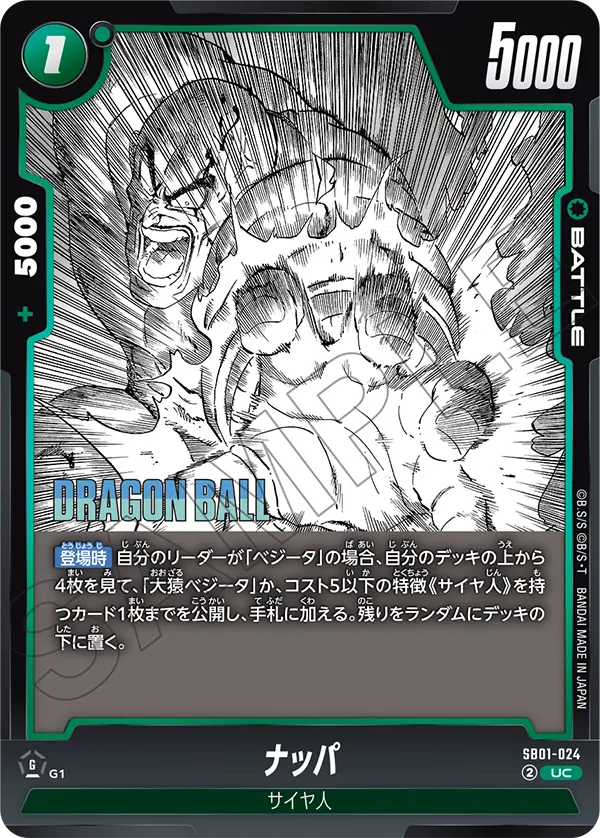 1
5000
+ 5000
BATTLE
SAMPLE
DRAGON BALL
登場時 自分のリーダーが「ベジータ」の場合、自分のデッキの上から
4枚を見て、「大猿ベジータ」か、コスト5以下の特徴《サイヤ人》を持
つカード1枚までを公開し、手札に加える。残りをランダムにデッキの
下に置く。
©B.S/S ©B/S・T BANDAI MADE IN JAPAN
G G1
ナッパ
SB01-024
② UC
サイヤ人